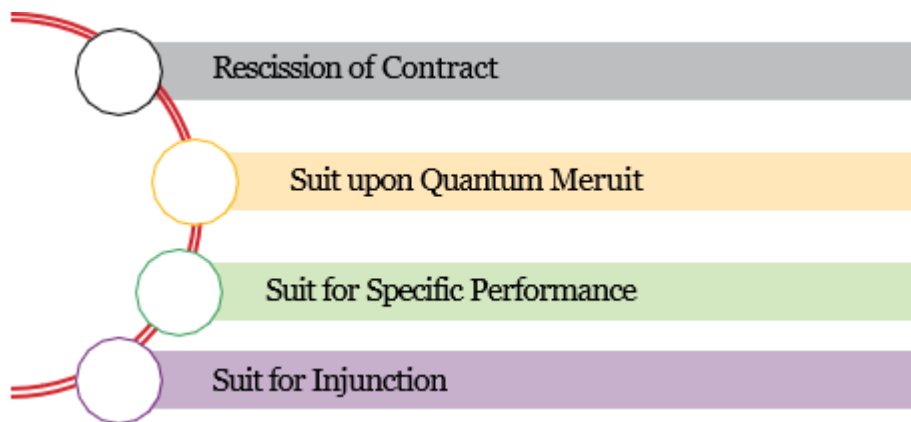 Rescission of Contract
Suit upon Quantum Meruit
Suit for Specific Performance
Suit for Injunction